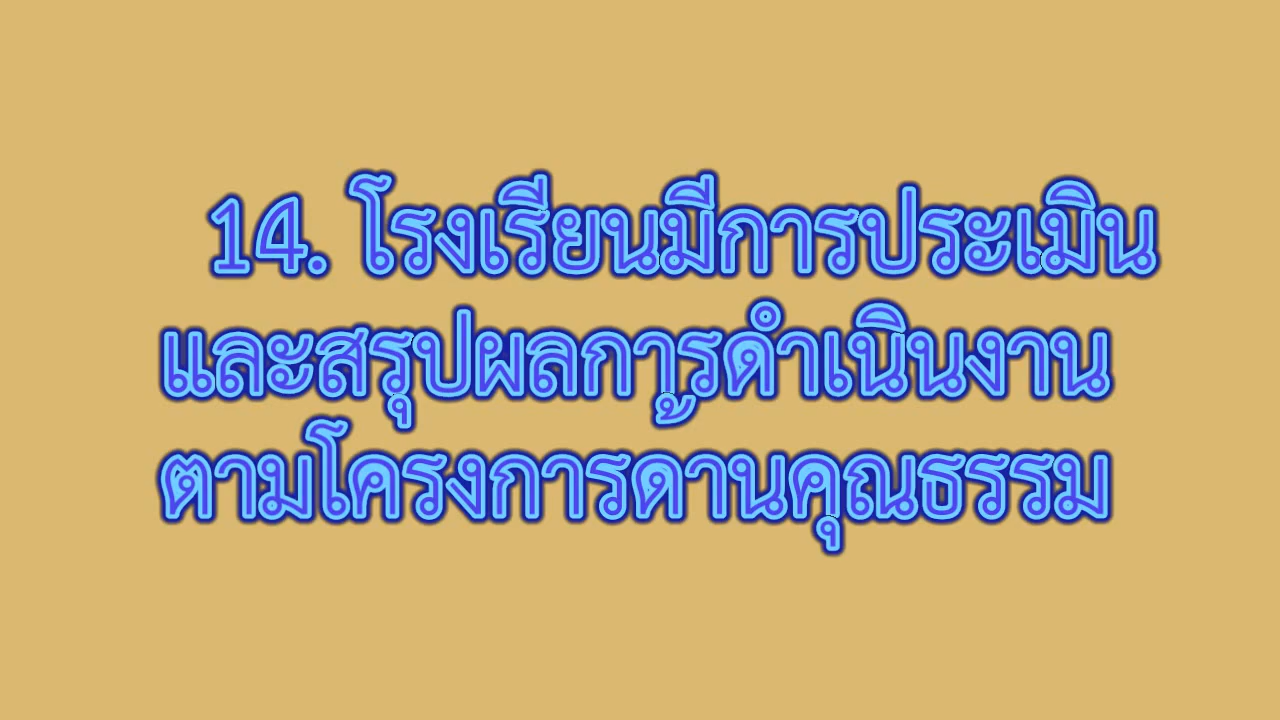 14. โรงเรียนมีการประเมิน
และสรุปผลการดำเนินงาน
ตามโครงการด้านคุณธรรม